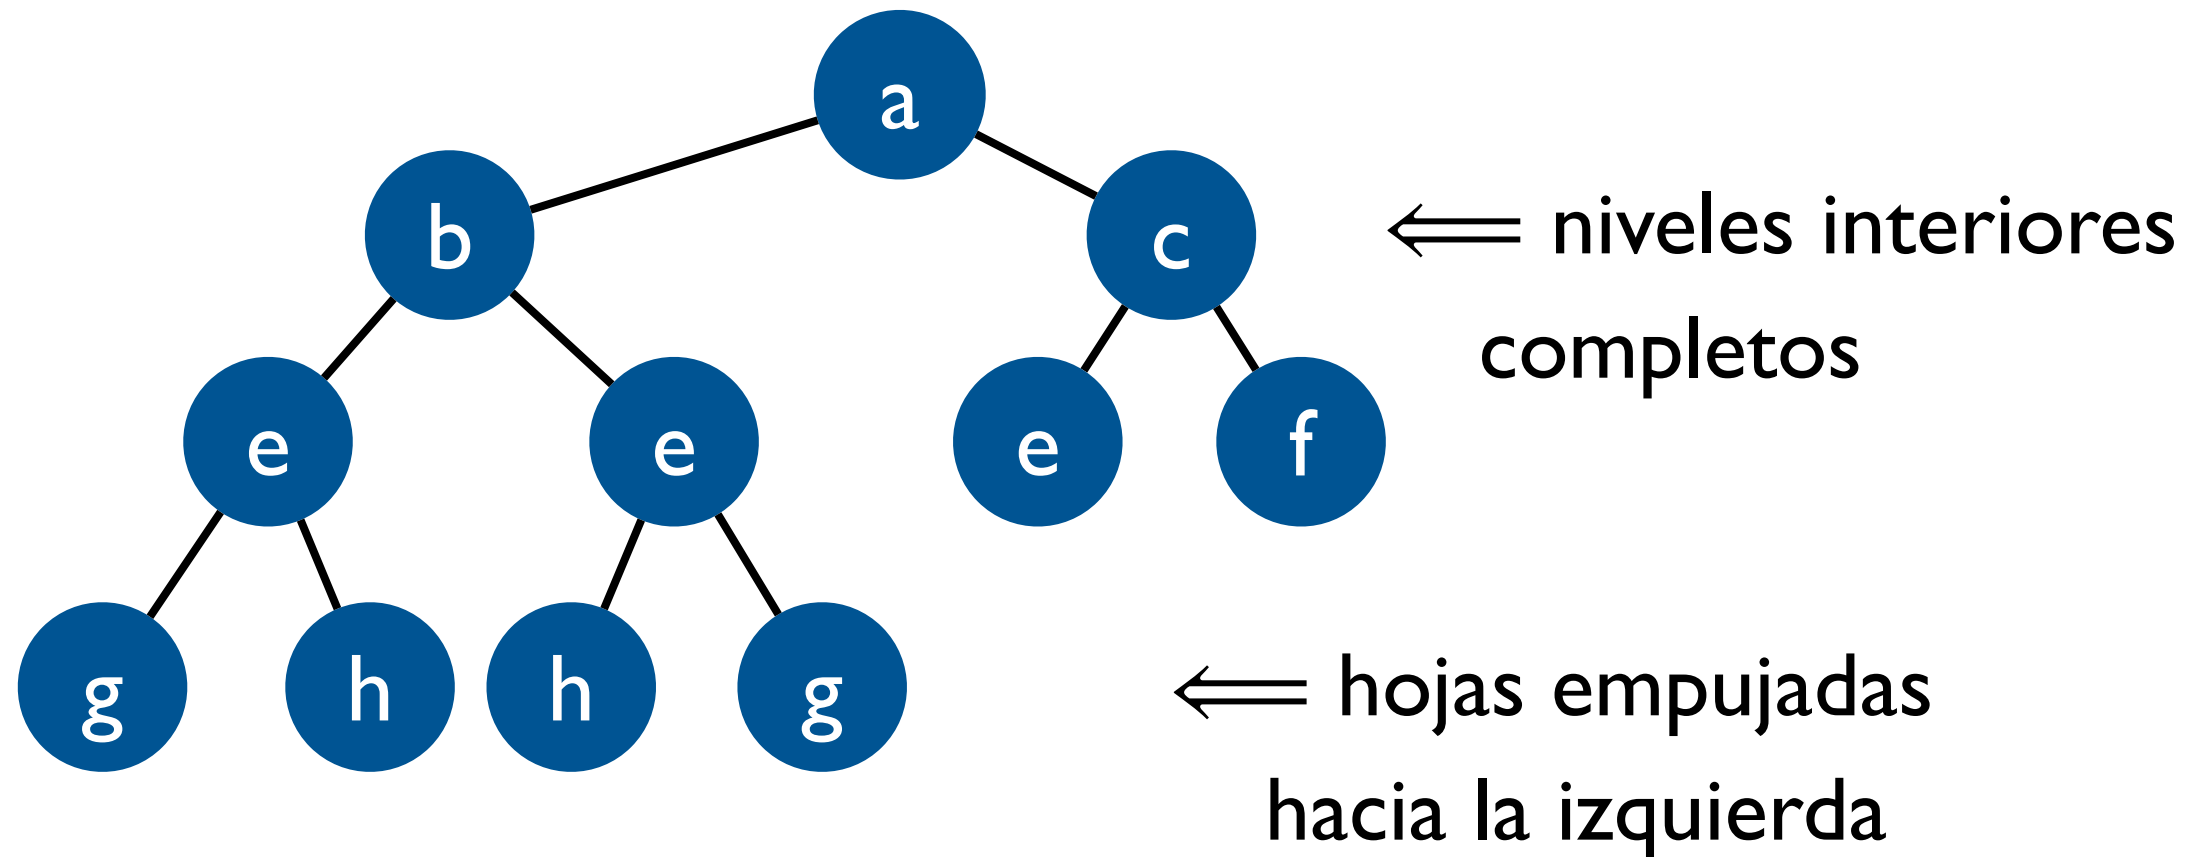 a
b c ⟸ niveles interiores
completos
e e e f
g h h g ⟸ hojas empujadas
hacia la izquierda